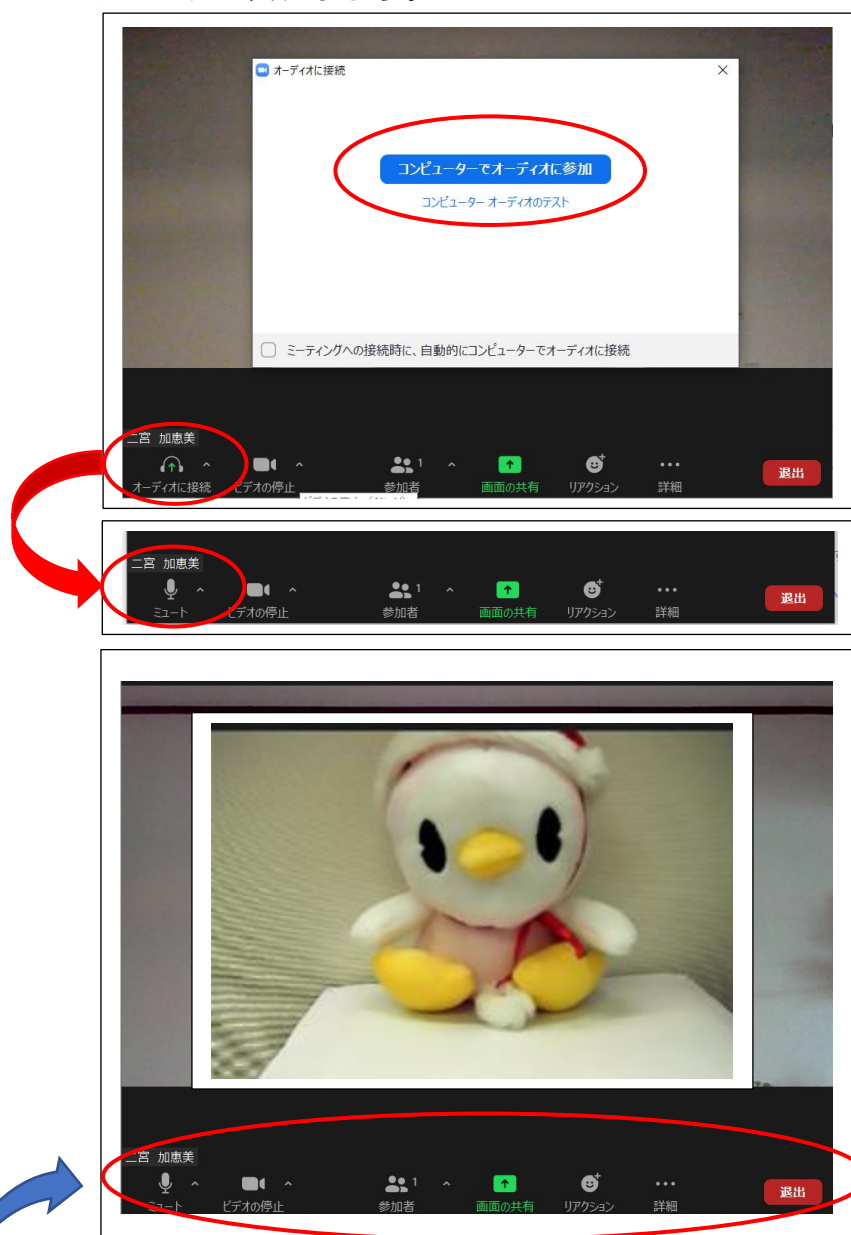 オーディオに接続
コンピューターでオーディオに参加
コンピューター オーディオのテスト
ミーティングへの接続時に、自動的にコンピューターでオーディオに接続
二宮 加恵美
オーディオに接続 ビデオの停止 1 参加者 画面の共有 リアクション 詳細 退出
二宮 加恵美
ミュート ビデオの停止 1 参加者 画面の共有 リアクション 詳細 退出
二宮 加恵美
ミュート ビデオの停止 1 参加者 画面の共有 リアクション 詳細 退出